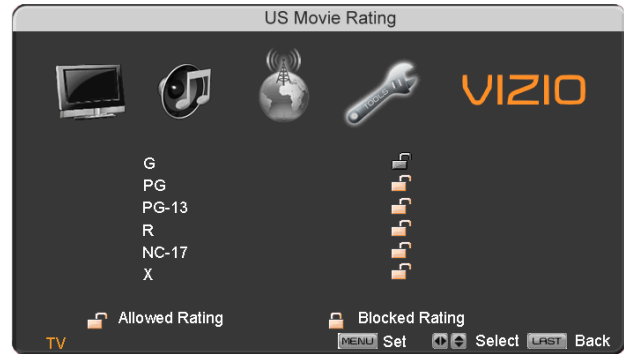 US Movie Rating
TOOLS
VIZIO
G
PG
PG-13
R
NC-17
X
Allowed Rating Blocked Rating
TV MENU Set Select LAST Back